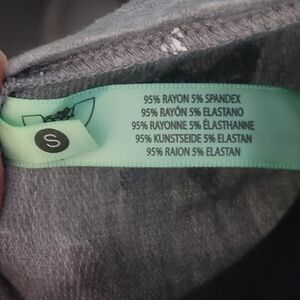 S
95% RAYON 5% SPANDEX
95% RAYÓN 5% ELASTANO
95% RAYONNE 5% ÉLASTHANNE
95% KUNSTSEIDE 5% ELASTAN
95% RAION 5% ELASTAN